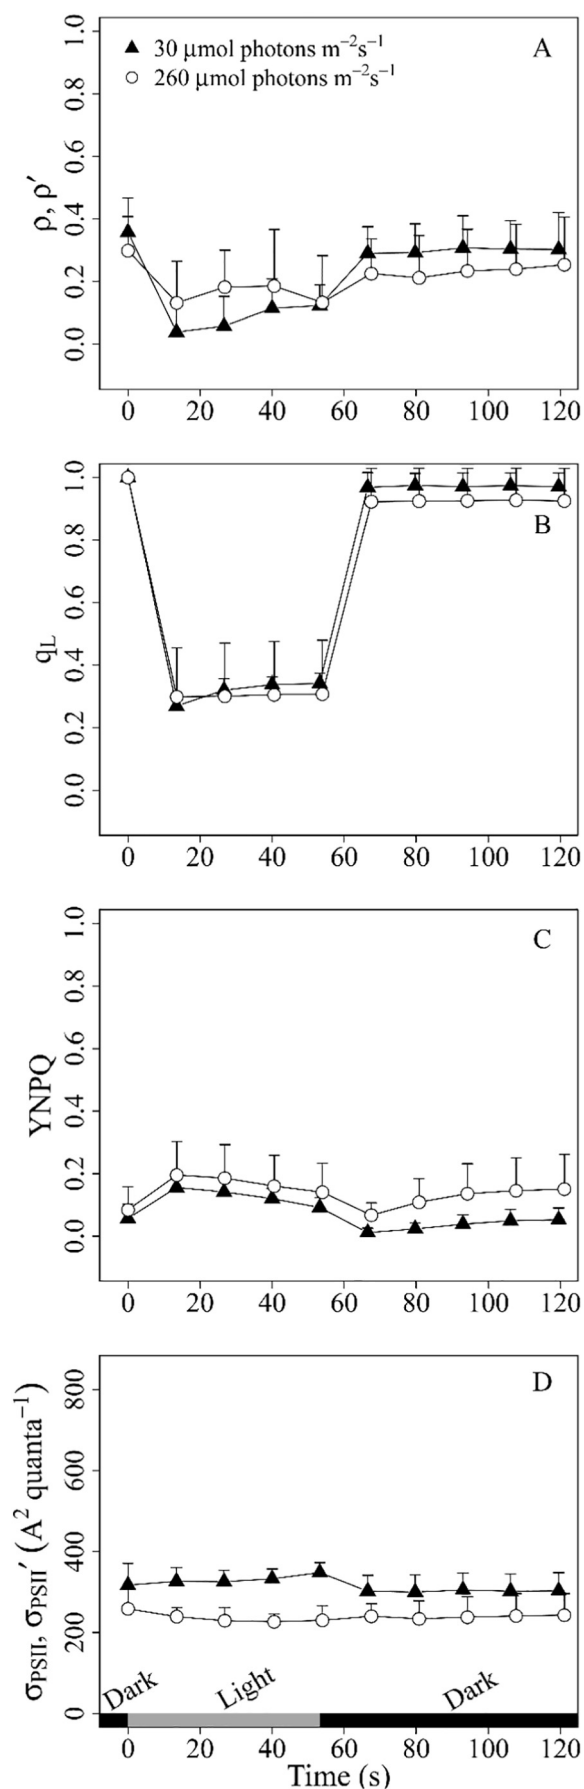 A
▲ 30 μmol photons m⁻²s⁻¹
○ 260 μmol photons m⁻²s⁻¹
ρ, ρ′
1.0
0.8
0.6
0.4
0.2
0.0
0 20 40 60 80 100 120
B
qL
1.0
0.8
0.6
0.4
0.2
0.0
0 20 40 60 80 100 120
C
YNPQ
1.0
0.8
0.6
0.4
0.2
0.0
0 20 40 60 80 100 120
D
σPSII, σPSII′ (A² quanta⁻¹)
800
600
400
200
0
Dark Light Dark
0 20 40 60 80 100 120
Time (s)